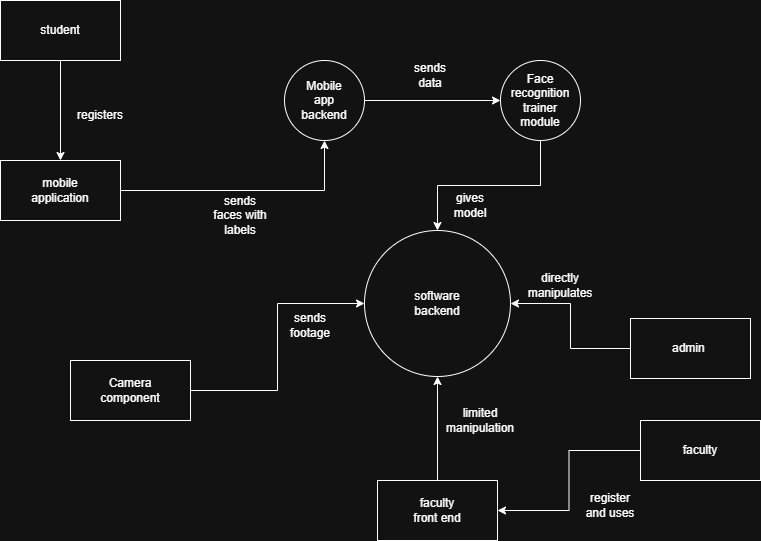 student
registers
mobile
application
sends
faces with
labels
Mobile
app
backend
sends
data
Face
recognition
trainer
module
gives
model
software
backend
directly
manipulates
admin
sends
footage
Camera
component
limited
manipulation
faculty
register
and uses
faculty
front end